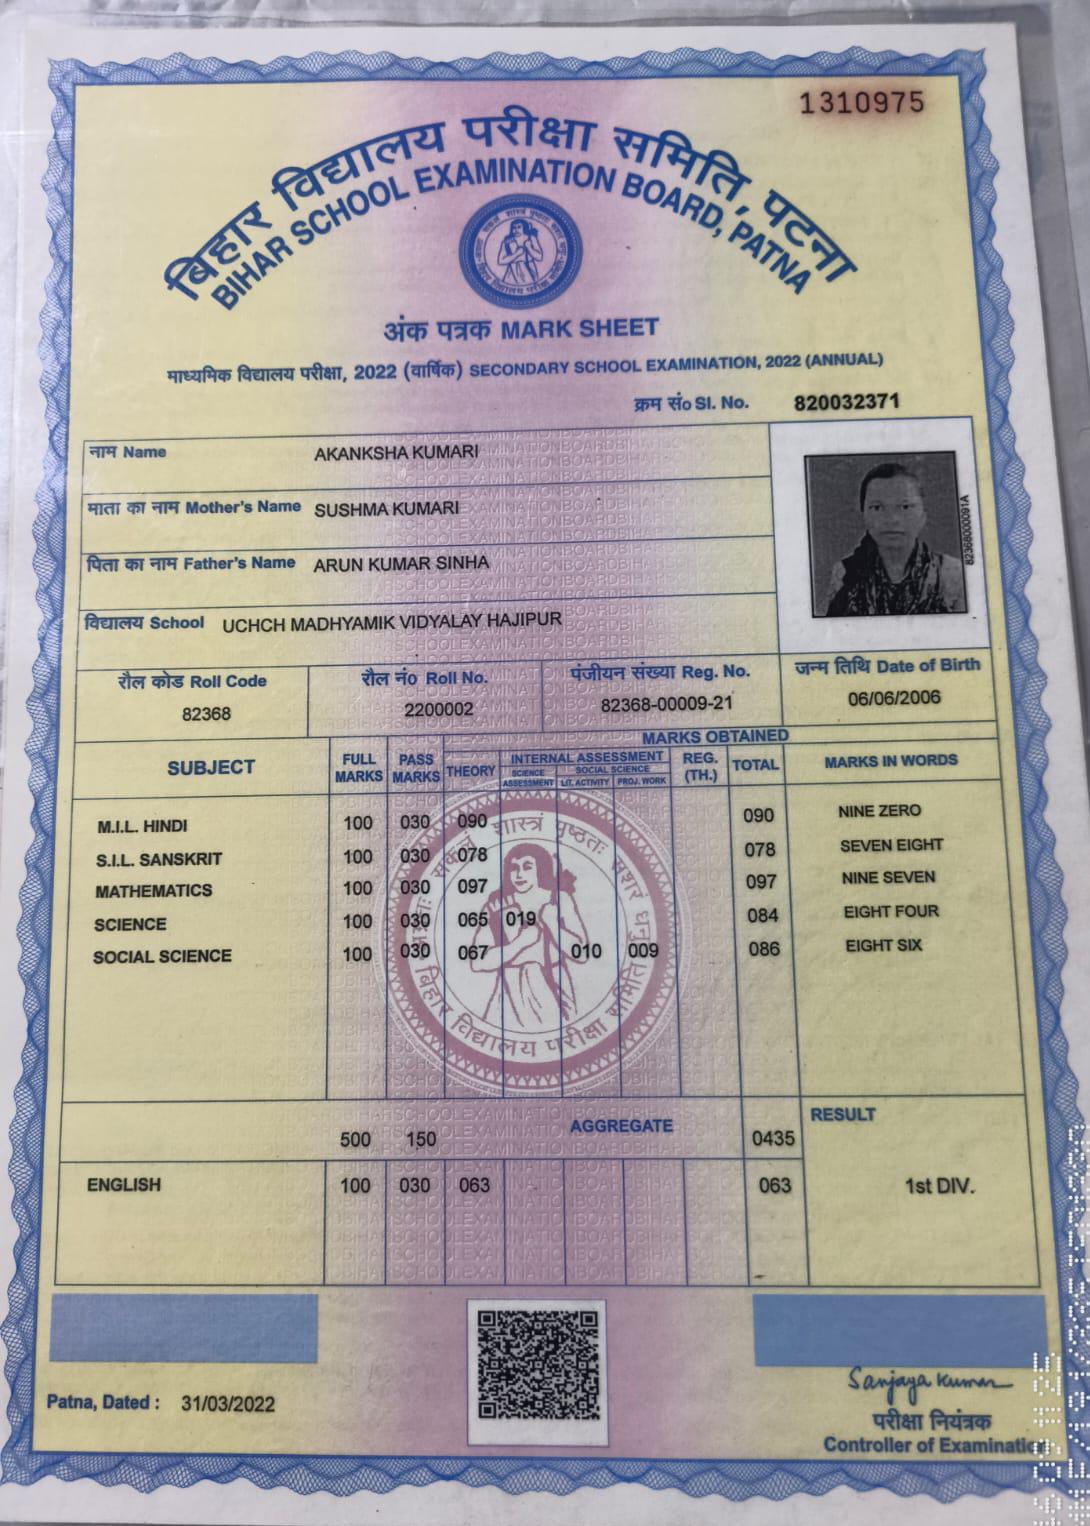 1310975
बिहार विद्यालय परीक्षा समिति, पटना
BIHAR SCHOOL EXAMINATION BOARD, PATNA
अंक पत्रक MARK SHEET
माध्यमिक विद्यालय परीक्षा, 2022 (वार्षिक) SECONDARY SCHOOL EXAMINATION, 2022 (ANNUAL)
क्रम सं० Sl. No. 820032371
नाम Name AKANKSHA KUMARI
माता का नाम Mother's Name SUSHMA KUMARI
पिता का नाम Father's Name ARUN KUMAR SINHA
विद्यालय School UCHCH MADHYAMIK VIDYALAY HAJIPUR
82368000091A
रौल कोड Roll Code रौल नं० Roll No. पंजीयन संख्या Reg. No. जन्म तिथि Date of Birth
82368 2200002 82368-00009-21 06/06/2006
MARKS OBTAINED
SUBJECT FULL MARKS PASS MARKS THEORY INTERNAL ASSESSMENT REG. (TH.) TOTAL MARKS IN WORDS
SCIENCE ASSESSMENT SOCIAL SCIENCE LIT. ACTIVITY PROJ. WORK
M.I.L. HINDI 100 030 090 090 NINE ZERO
S.I.L. SANSKRIT 100 030 078 078 SEVEN EIGHT
MATHEMATICS 100 030 097 097 NINE SEVEN
SCIENCE 100 030 065 019 084 EIGHT FOUR
SOCIAL SCIENCE 100 030 067 010 009 086 EIGHT SIX
बिहार विद्यालय परीक्षा समिति
500 150 AGGREGATE 0435 RESULT
ENGLISH 100 030 063 063 1st DIV.
Patna, Dated : 31/03/2022
Sanjaya Kumar
परीक्षा नियंत्रक
Controller of Examinatio